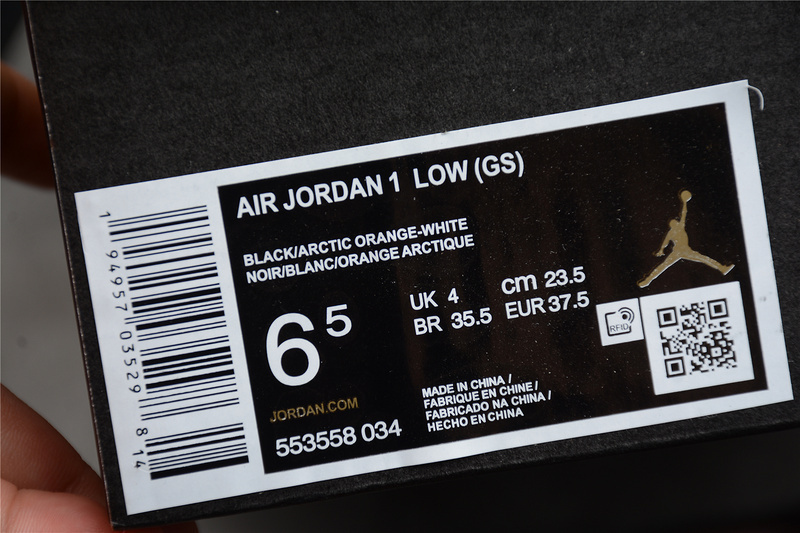 AIR JORDAN 1 LOW (GS)
BLACK/ARCTIC ORANGE-WHITE
NOIR/BLANC/ORANGE ARCTIQUE
6 5
UK 4 cm 23.5
BR 35.5 EUR 37.5
RFID
JORDAN.COM
553558 034
MADE IN CHINA /
FABRIQUE EN CHINE /
FABRICADO NA CHINA /
HECHO EN CHINA
1 94957 03529 8 14